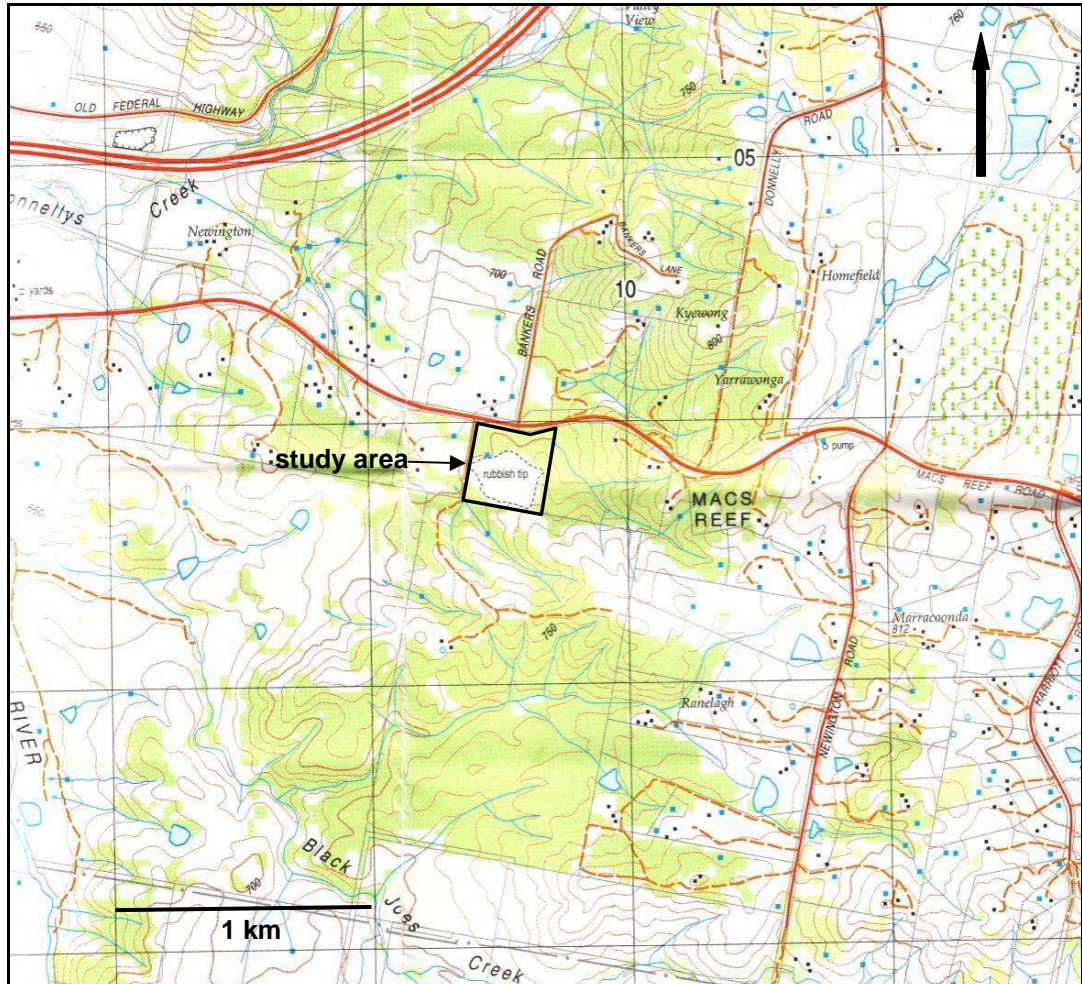 650
Valley
View
760
OLD FEDERAL HIGHWAY
750
ROAD
05
DONNELLY
Creek
onnellys
Newington
BANKERS
LANE
ROAD
700
yards
10
Homefield
Kyewong
BANKERS
800
Yarrawonga
pump
study area
rubbish tip
MACS REEF ROAD
MACS
REEF
750
Marracoonda
812
ROAD
HARRIOTT
RIVER
Ranelagh
NEWINGTON
Black
700
Joss
1 km
Creek